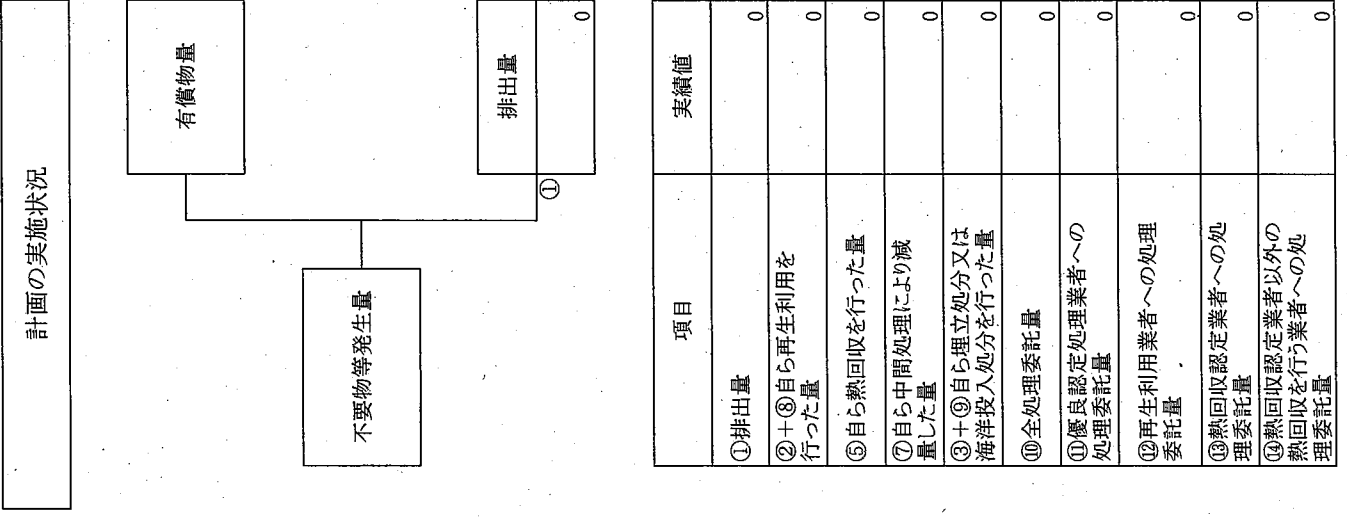 計画の実施状況
有償物量
不要物等発生量
排出量
①
0
項目
実績値
①排出量
0
②+⑧自ら再生利用を
行った量
0
⑤自ら熱回収を行った量
0
⑦自ら中間処理により減
量した量
0
③+⑨自ら埋立処分又は
海洋投入処分を行った量
0
⑩全処理委託量
0
⑪優良認定処理業者への
処理委託量
0
⑫再生利用業者への処理
委託量
0
⑬熱回収認定業者への処
理委託量
0
⑭熱回収認定業者以外の
熱回収を行う業者への処
理委託量
0